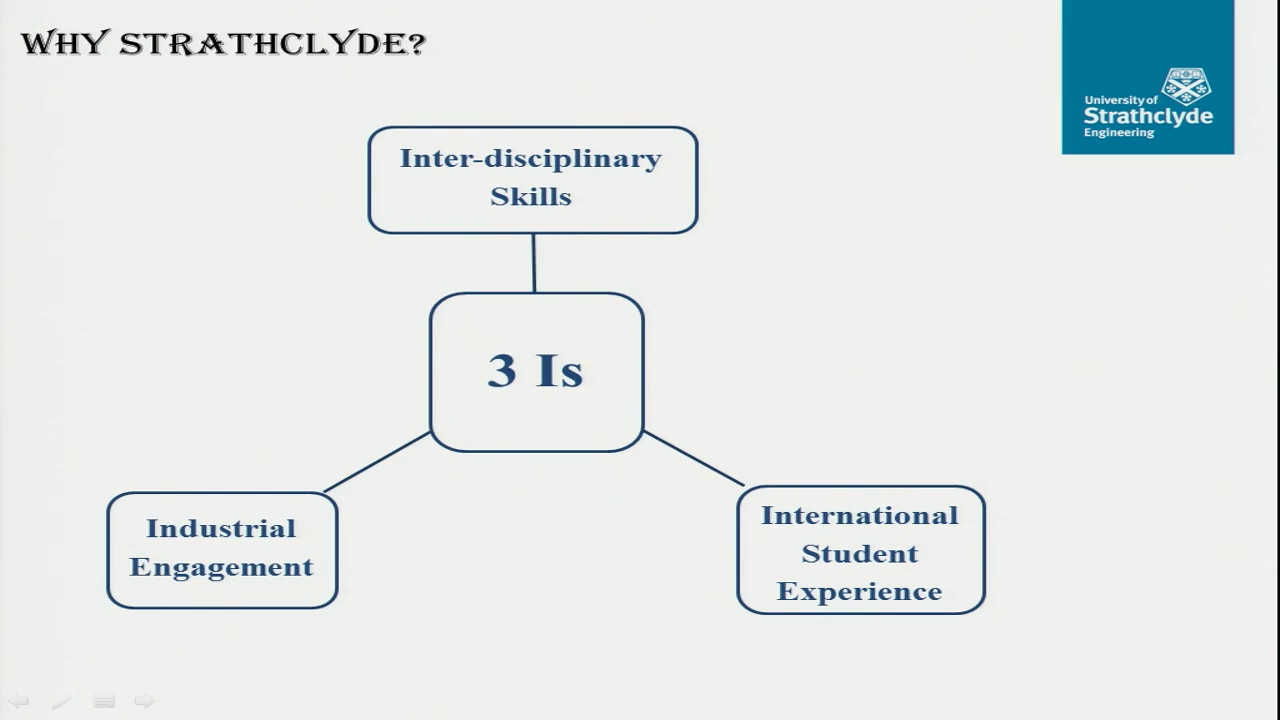 WHY STRATHCLYDE?
University of
Strathclyde
Engineering
Inter-disciplinary
Skills
3 Is
Industrial
Engagement
International
Student
Experience